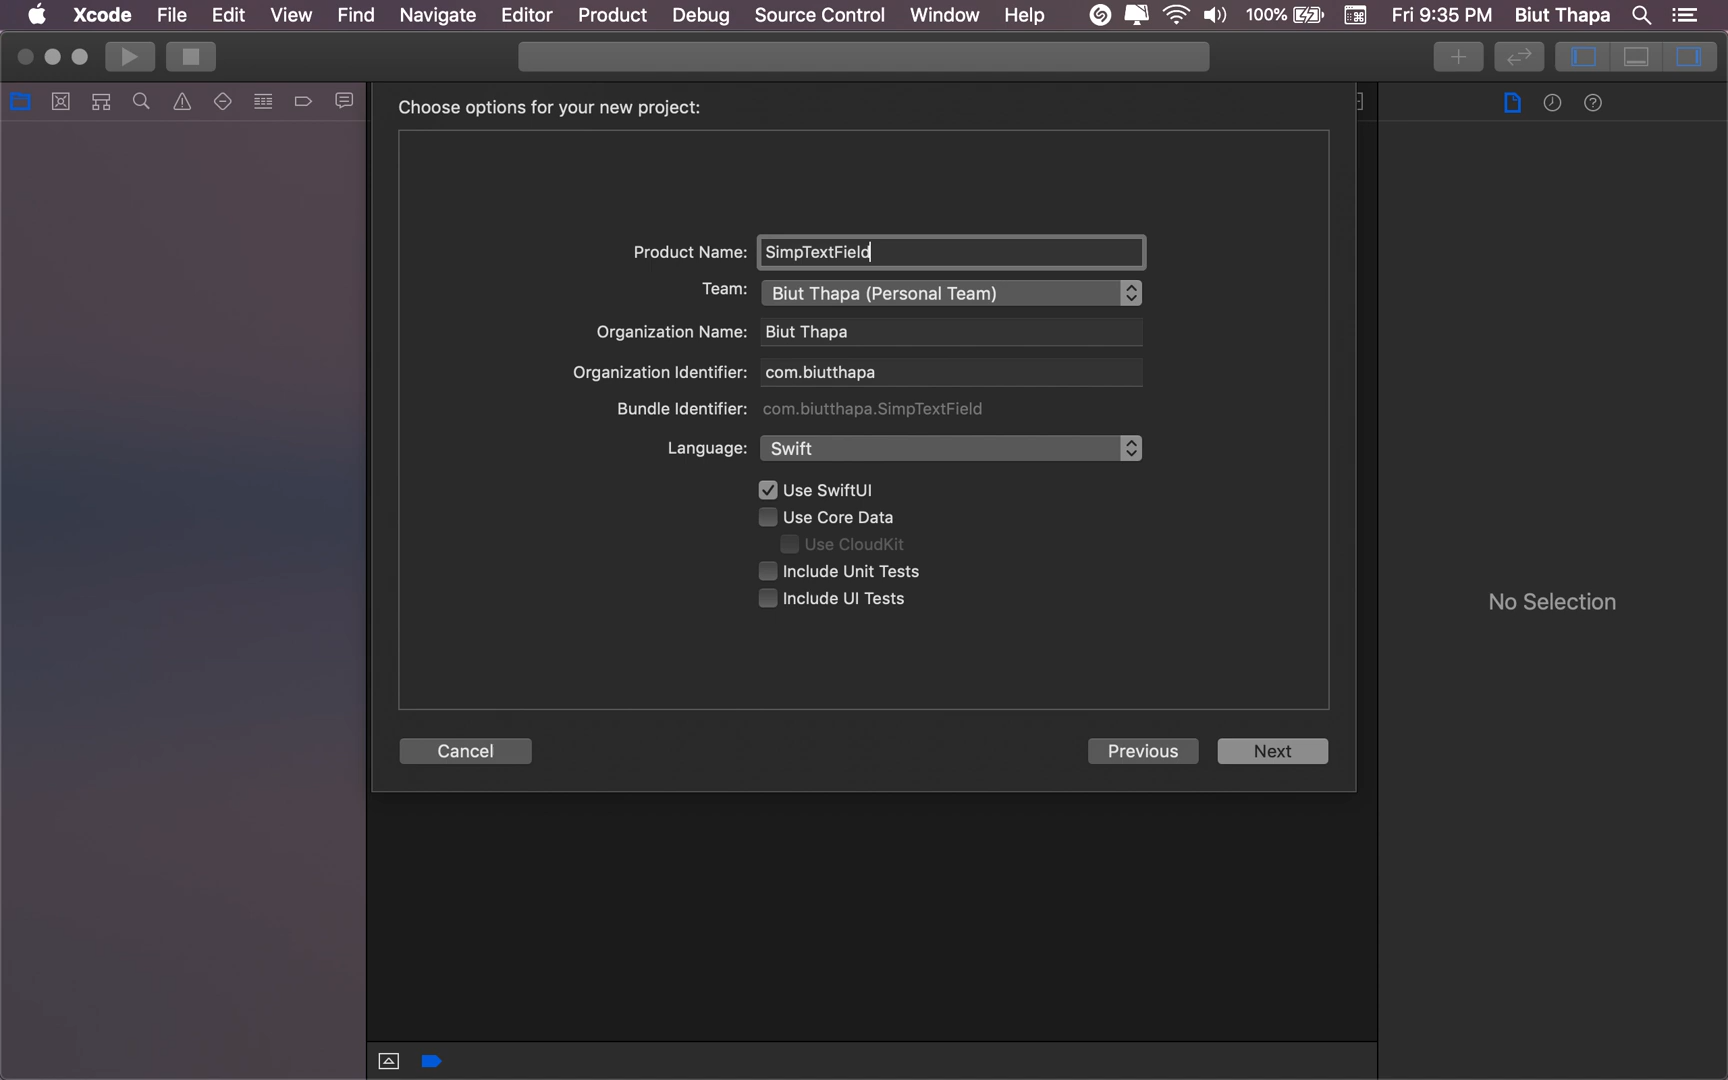 Xcode File Edit View Find Navigate Editor Product Debug Source Control Window Help 100% Fri 9:35 PM Biut Thapa
Choose options for your new project:
Product Name: SimpTextField
Team: Biut Thapa (Personal Team)
Organization Name: Biut Thapa
Organization Identifier: com.biutthapa
Bundle Identifier: com.biutthapa.SimpTextField
Language: Swift
Use SwiftUI
Use Core Data
Use CloudKit
Include Unit Tests
Include UI Tests
No Selection
Cancel Previous Next